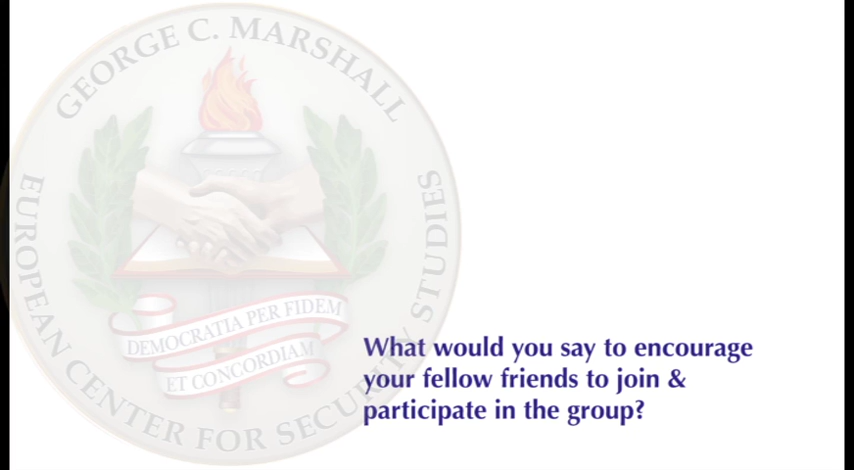 GEORGE C. MARSHALL
EUROPEAN CENTER FOR SECURITY STUDIES
DEMOCRATIA PER FIDEM
ET CONCORDIAM
What would you say to encourage
your fellow friends to join &
participate in the group?